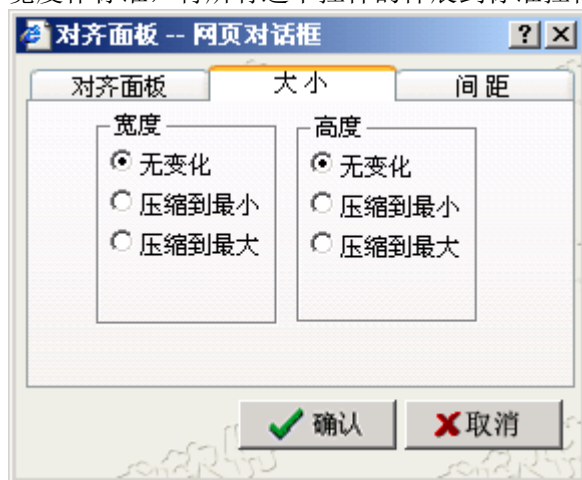 对齐面板 -- 网页对话框
对齐面板 大小 间距
宽度 高度
无变化 无变化
压缩到最小 压缩到最小
压缩到最大 压缩到最大
确认 取消